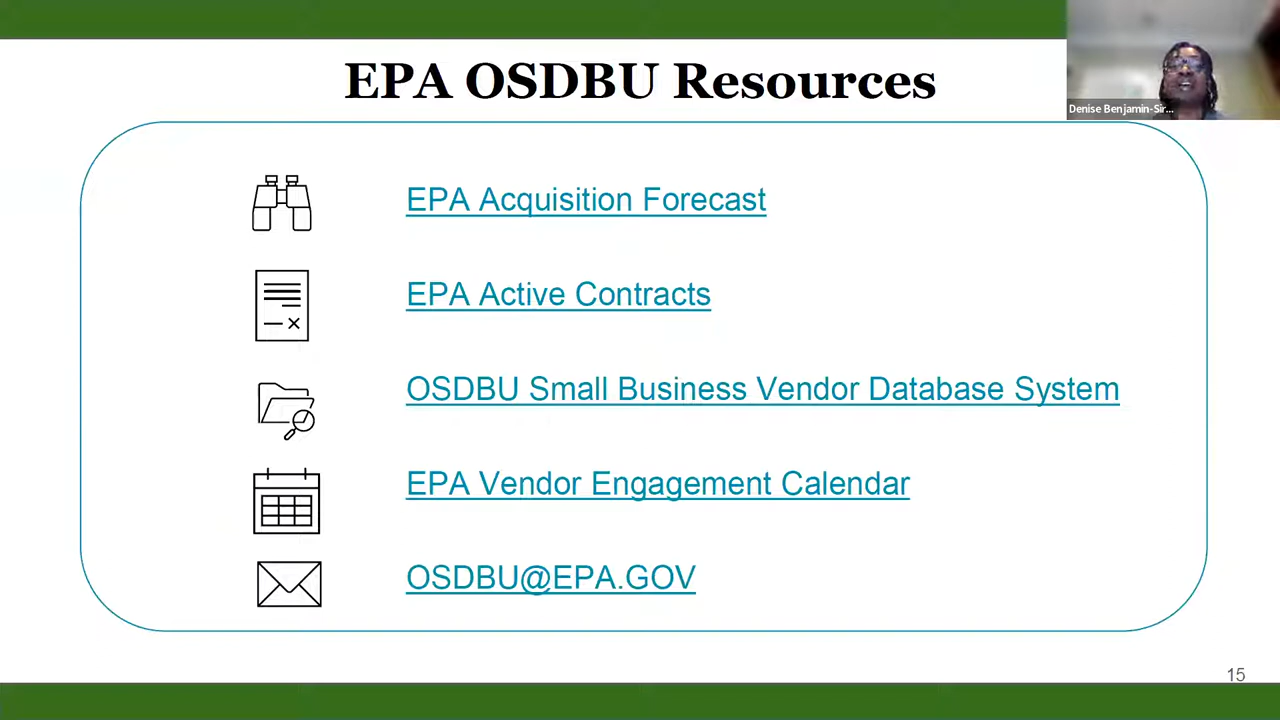 EPA OSDBU Resources
Denise Benjamin-Sir...
EPA Acquisition Forecast
EPA Active Contracts
OSDBU Small Business Vendor Database System
EPA Vendor Engagement Calendar
OSDBU@EPA.GOV
15